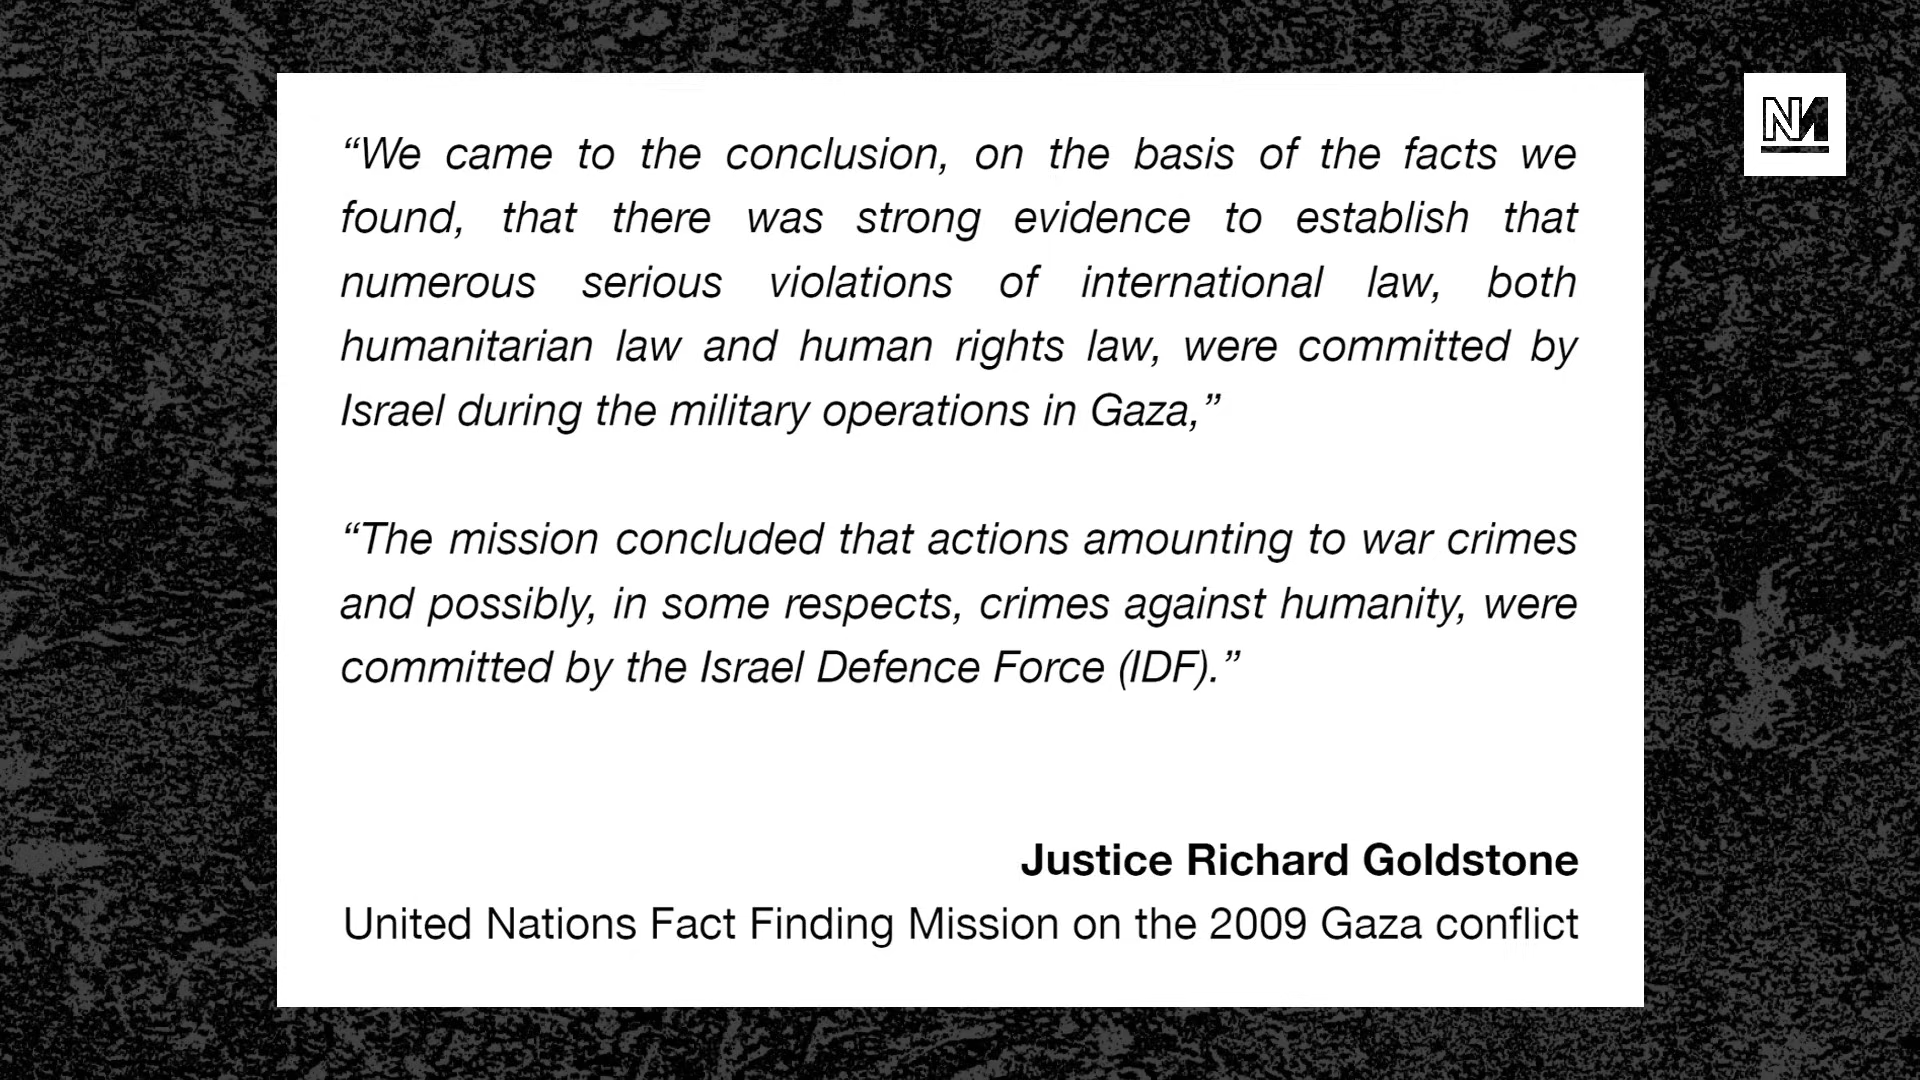 “We came to the conclusion, on the basis of the facts we
found, that there was strong evidence to establish that
numerous serious violations of international law, both
humanitarian law and human rights law, were committed by
Israel during the military operations in Gaza,”
“The mission concluded that actions amounting to war crimes
and possibly, in some respects, crimes against humanity, were
committed by the Israel Defence Force (IDF).”
Justice Richard Goldstone
United Nations Fact Finding Mission on the 2009 Gaza conflict